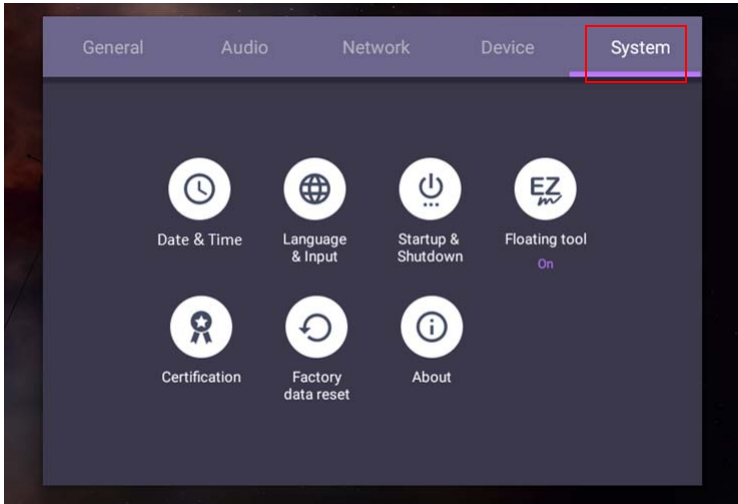 General Audio Network Device System
EZ
Date & Time
Language
& Input
Startup &
Shutdown
Floating tool
On
Certification
Factory
data reset
About